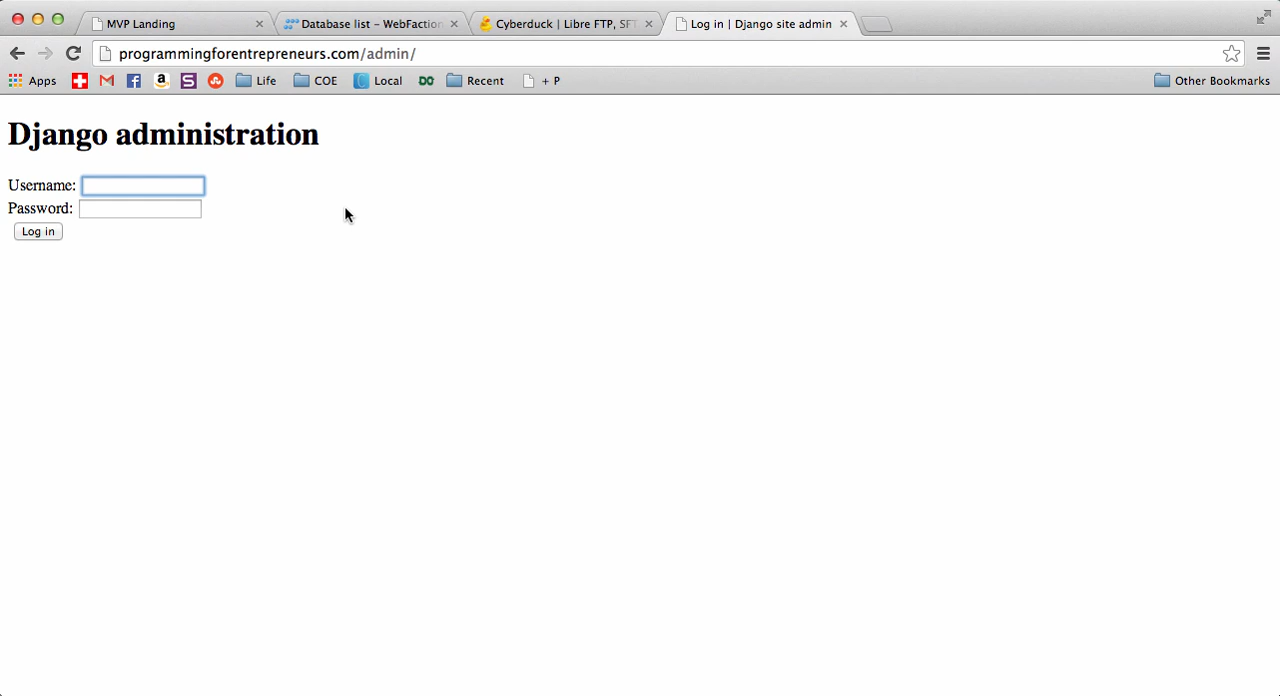 MVP Landing
Database list – WebFaction
Cyberduck | Libre FTP, SFT
Log in | Django site admin
programmingforentrepreneurs.com/admin/
Apps
Life
COE
Local
DO
Recent
+ P
Other Bookmarks
Django administration
Username:
Password:
Log in